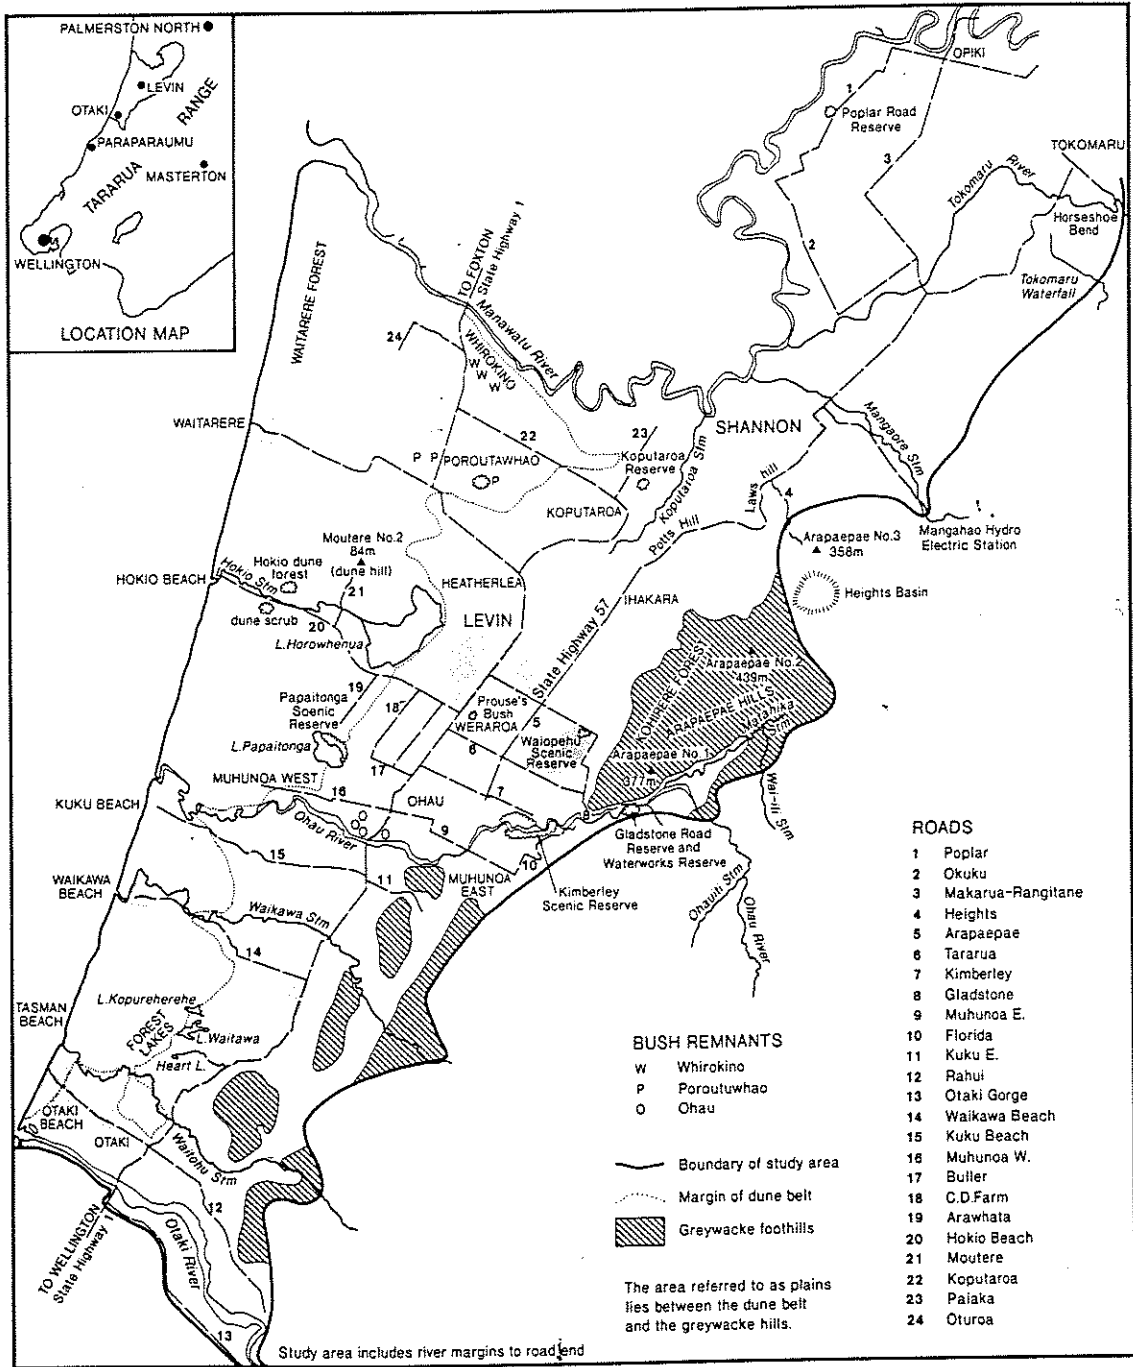 PALMERSTON NORTH
LEVIN
OTAKI
RANGE
PARAPARAUMU
TARARUA
MASTERTON
WELLINGTON
LOCATION MAP
OPIKI
1
Poplar Road
Reserve
3
TOKOMARU
Tokomaru
River
Horseshoe
Bend
2
Tokomaru
Waterfall
WAITARERE FOREST
TO FOXTON
State Highway 1
Manawatu River
24
WHIROKINO
W
W
W
WAITARERE
22
23
SHANNON
Mangaore Stm
P P
POROUTAWHAO
P
Koputaroa
Reserve
Koputaroa Stm
KOPUTAROA
Laws hill
4
Potts Hill
Mangahao Hydro
Electric Station
Arapaepae No.3
358m
Moutere No.2
84m
(dune hill)
Hokio dune
forest
HOKIO BEACH
Hokio Stm
21
HEATHERLEA
IHAKARA
Heights Basin
dune scrub
20
LEVIN
State Highway 57
L.Horowhenua
KOHITERE FOREST
Arapaepae No.2
439m
ARAPAEPAE HILLS
19
Papaitonga
Scenic
Reserve
18
Prouse's
Bush
WERAROA
5
Waiopehu
Scenic
Reserve
Makahika
Stm
6
Arapaepae No.1
377m
L.Papaitonga
17
MUHUNOA WEST
16
7
KUKU BEACH
OHAU
8
Wai-iti Stm
Ohau River
9
Gladstone Road
Reserve and
Waterworks Reserve
15
10
11
MUHUNOA
EAST
Kimberley
Scenic Reserve
WAIKAWA
BEACH
Waikawa Stm
Ohauiti Stm
Ohau River
14
TASMAN
BEACH
L.Kopureherehe
FOREST
LAKES
L.Waitawa
Heart L.
OTAKI
BEACH
OTAKI
Waitohu
Stm
12
TO WELLINGTON
State Highway 1
Otaki River
13
Study area includes river margins to road end
BUSH REMNANTS
W Whirokino
P Poroutuwhao
O Ohau
Boundary of study area
Margin of dune belt
Greywacke foothills
The area referred to as plains
lies between the dune belt
and the greywacke hills.
ROADS
1 Poplar
2 Okuku
3 Makarua-Rangitane
4 Heights
5 Arapaepae
6 Tararua
7 Kimberley
8 Gladstone
9 Muhunoa E.
10 Florida
11 Kuku E.
12 Rahui
13 Otaki Gorge
14 Waikawa Beach
15 Kuku Beach
16 Muhunoa W.
17 Buller
18 C.D.Farm
19 Arawhata
20 Hokio Beach
21 Moutere
22 Koputaroa
23 Paiaka
24 Oturoa